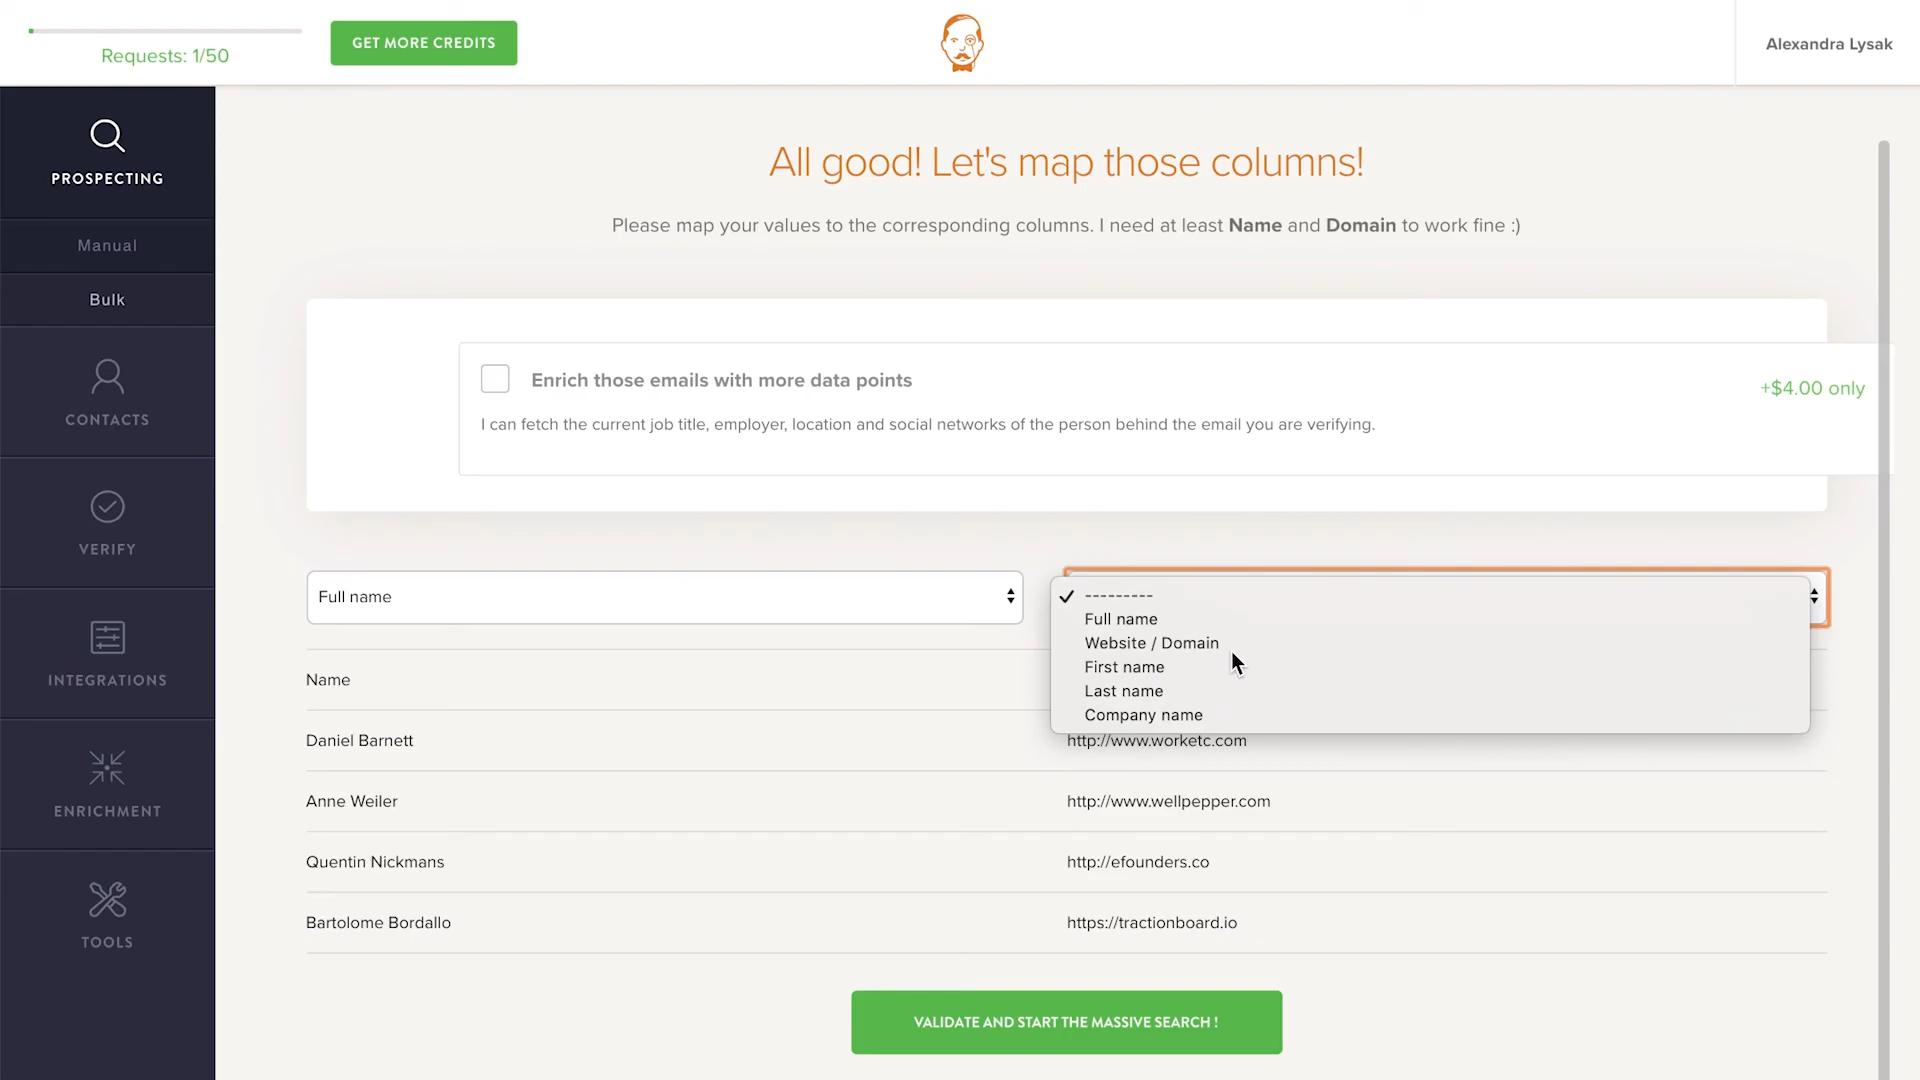 Requests: 1/50
GET MORE CREDITS
Alexandra Lysak
PROSPECTING
Manual
Bulk
CONTACTS
VERIFY
INTEGRATIONS
ENRICHMENT
TOOLS
All good! Let's map those columns!
Please map your values to the corresponding columns. I need at least Name and Domain to work fine :)
Enrich those emails with more data points
+$4.00 only
I can fetch the current job title, employer, location and social networks of the person behind the email you are verifying.
Full name
---------
Full name
Website / Domain
First name
Last name
Company name
Name
Daniel Barnett
http://www.worketc.com
Anne Weiler
http://www.wellpepper.com
Quentin Nickmans
http://efounders.co
Bartolome Bordallo
https://tractionboard.io
VALIDATE AND START THE MASSIVE SEARCH !